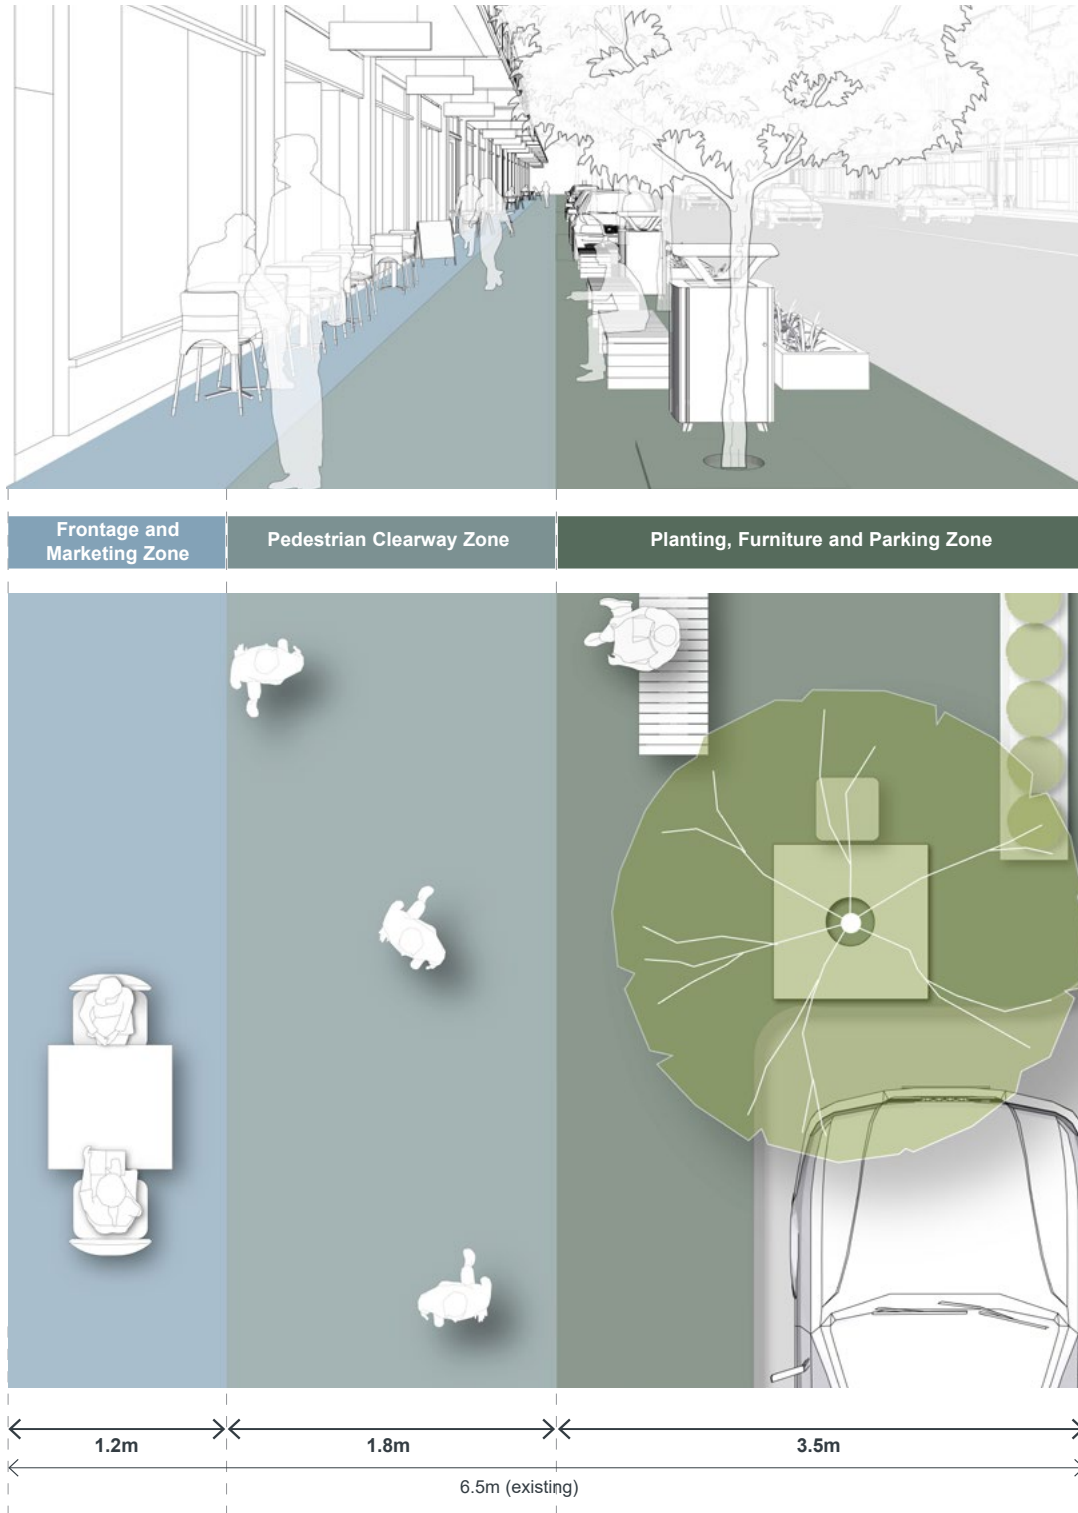 Frontage and
Marketing Zone
Pedestrian Clearway Zone
Planting, Furniture and Parking Zone
1.2m
1.8m
3.5m
6.5m (existing)